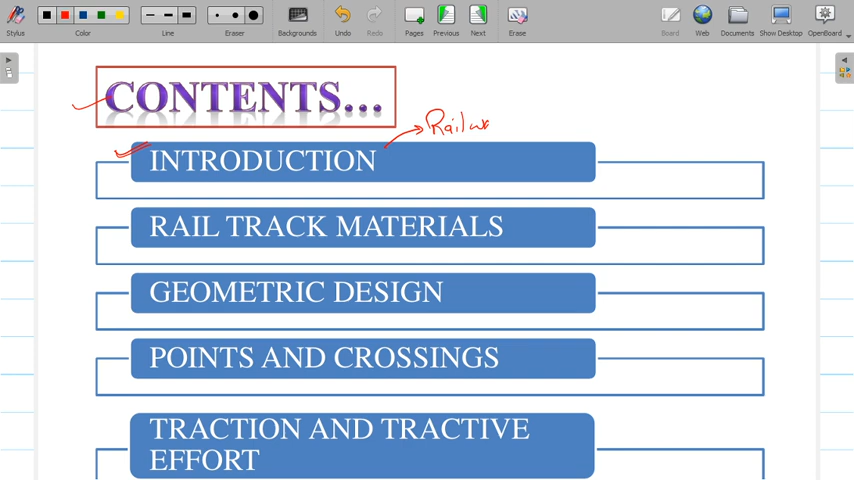 Stylus
Color
Line
Eraser
Backgrounds
Undo
Redo
Pages
Previous
Next
Erase
Board
Web
Documents
Show Desktop
OpenBoard
CONTENTS...
Railw
INTRODUCTION
RAIL TRACK MATERIALS
GEOMETRIC DESIGN
POINTS AND CROSSINGS
TRACTION AND TRACTIVE
EFFORT